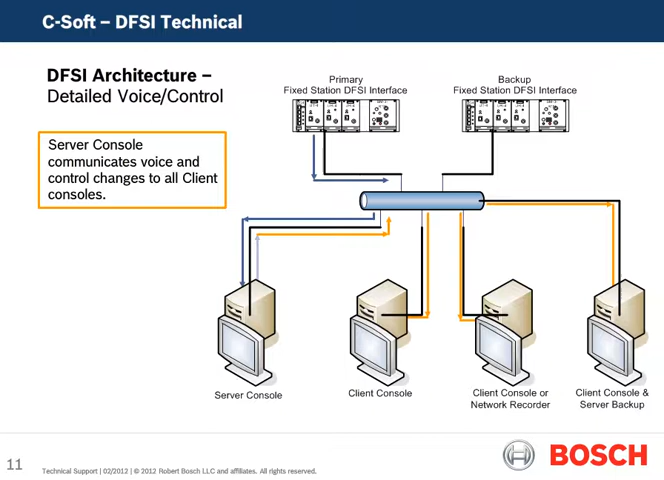 C-Soft – DFSI Technical
DFSI Architecture –
Detailed Voice/Control
Server Console
communicates voice and
control changes to all Client
consoles.
Primary
Fixed Station DFSI Interface
Backup
Fixed Station DFSI Interface
Server Console
Client Console
Client Console or
Network Recorder
Client Console &
Server Backup
11
Technical Support | 02/2012 | © 2012 Robert Bosch LLC and affiliates. All rights reserved.
BOSCH